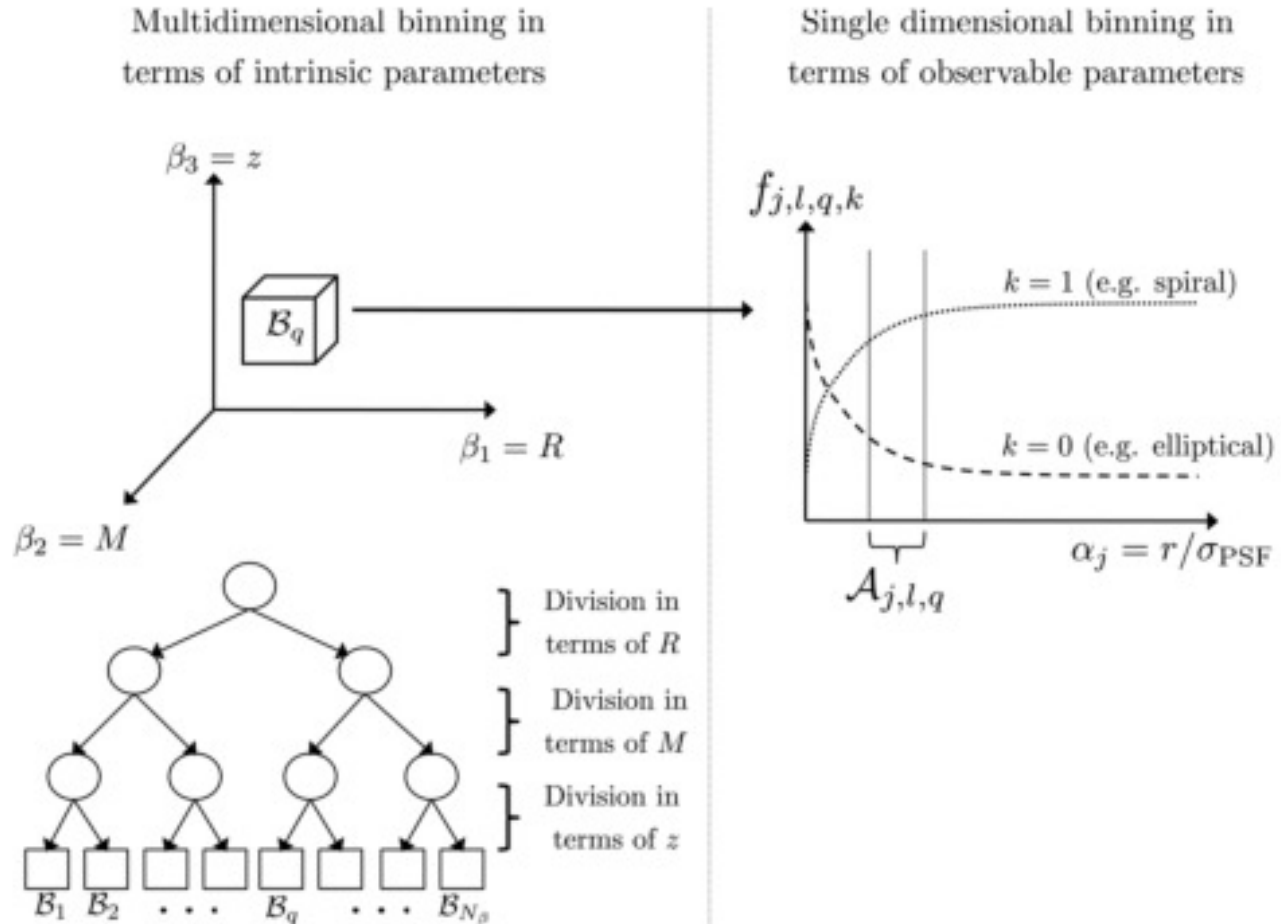 Multidimensional binning in
terms of intrinsic parameters
β₃ = z
ℬ_q
β₁ = R
β₂ = M
Division in
terms of R
Division in
terms of M
Division in
terms of z
ℬ₁ ℬ₂ · · · ℬ_q · · · ℬ_{N_β}
Single dimensional binning in
terms of observable parameters
f_{j,l,q,k}
k = 1 (e.g. spiral)
k = 0 (e.g. elliptical)
α_j = r/σ_PSF
𝒜_{j,l,q}